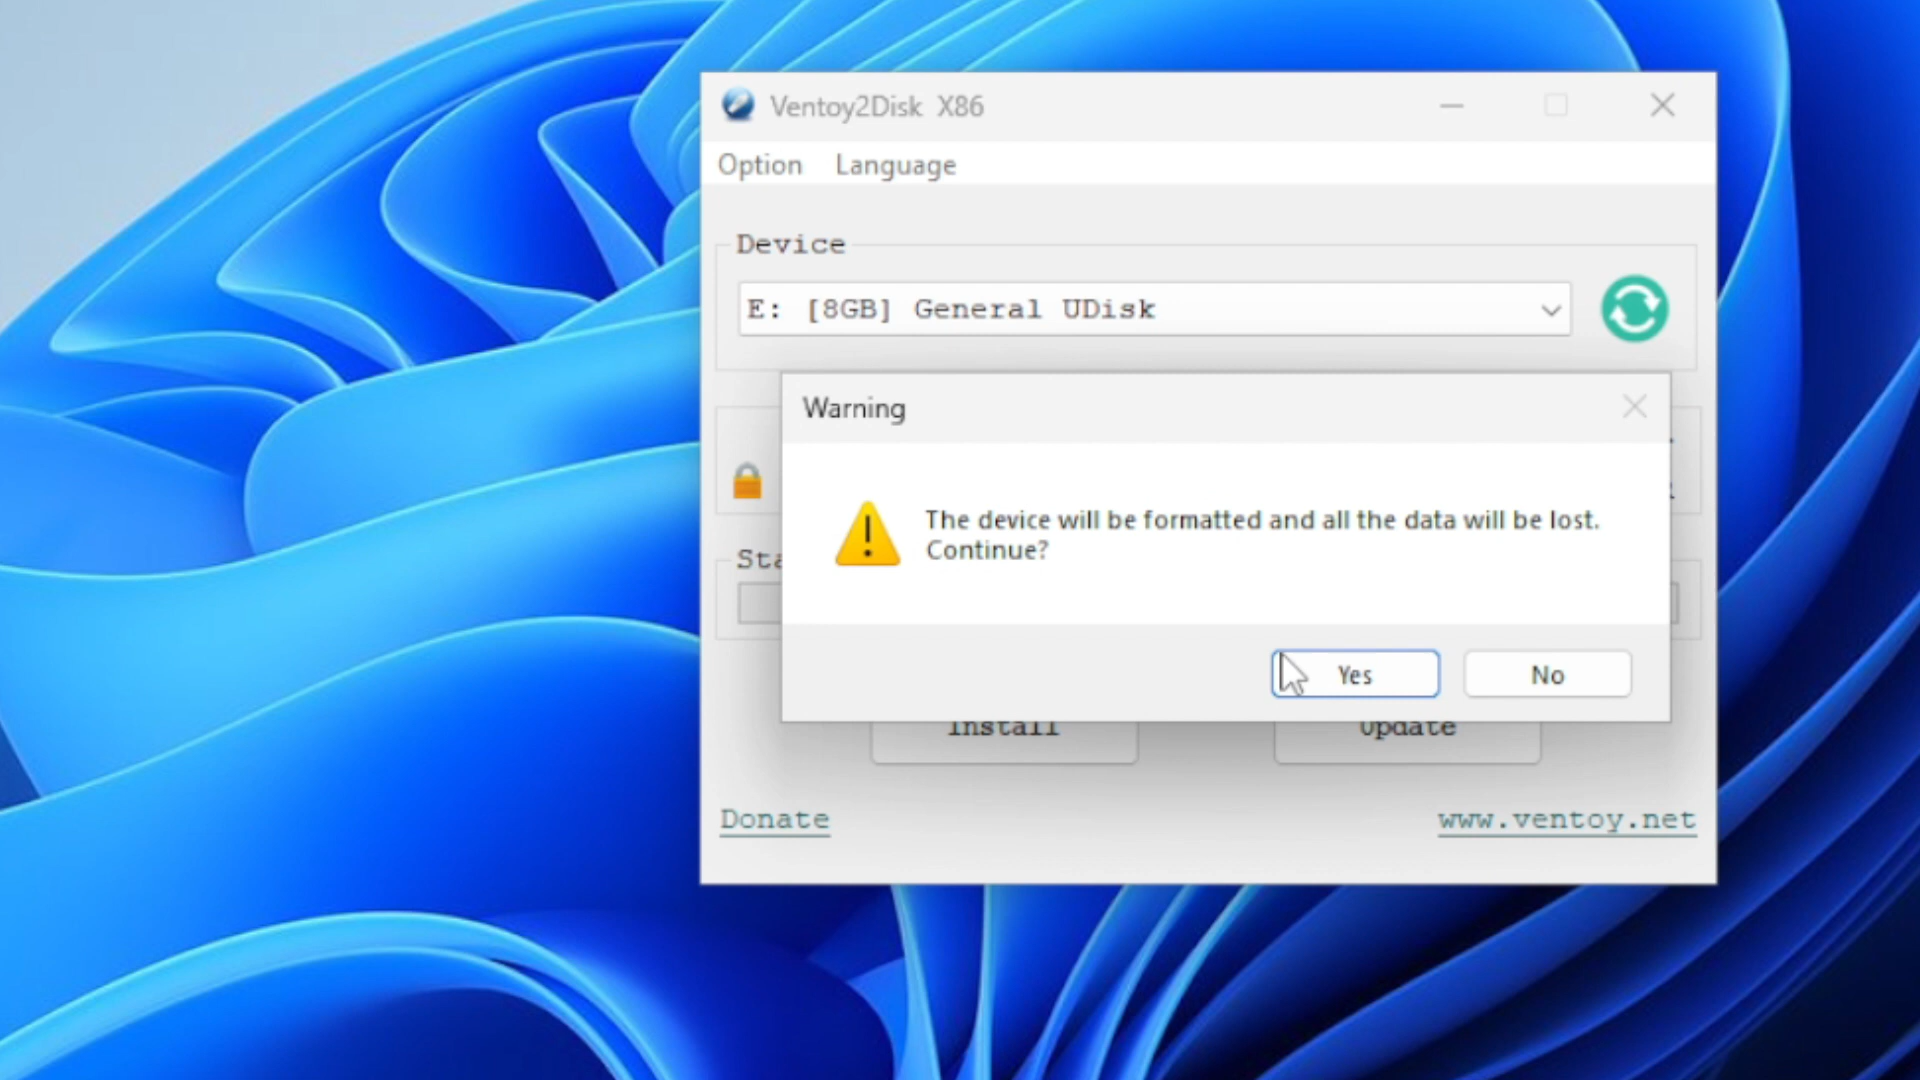 Ventoy2Disk X86
Option Language
Device
E: [8GB] General UDisk
Warning
The device will be formatted and all the data will be lost.
Continue?
Yes No
Install Update
Donate www.ventoy.net